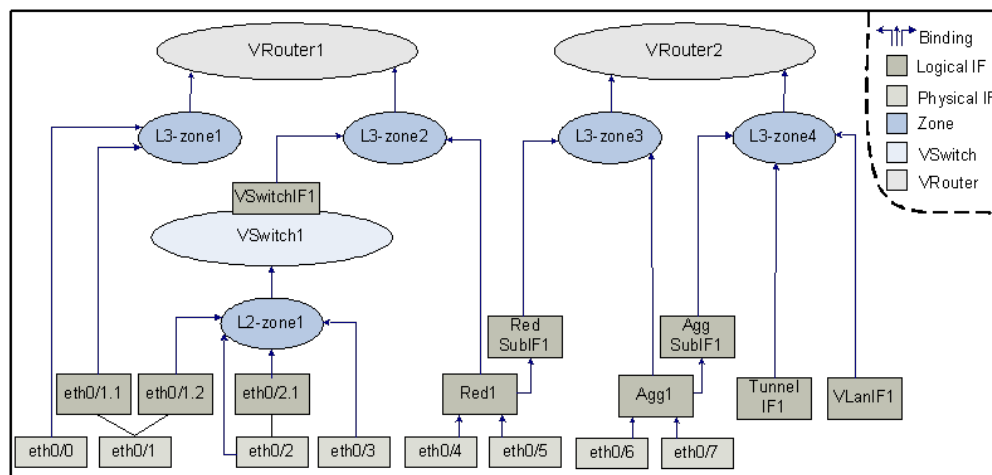 VRouter1
VRouter2
Binding
Logical IF
Physical IF
Zone
VSwitch
VRouter
L3-zone1
L3-zone2
L3-zone3
L3-zone4
VSwitchIF1
VSwitch1
L2-zone1
Red
SubIF1
Agg
SubIF1
eth0/1.1
eth0/1.2
eth0/2.1
Red1
Agg1
Tunnel
IF1
VLanIF1
eth0/0
eth0/1
eth0/2
eth0/3
eth0/4
eth0/5
eth0/6
eth0/7